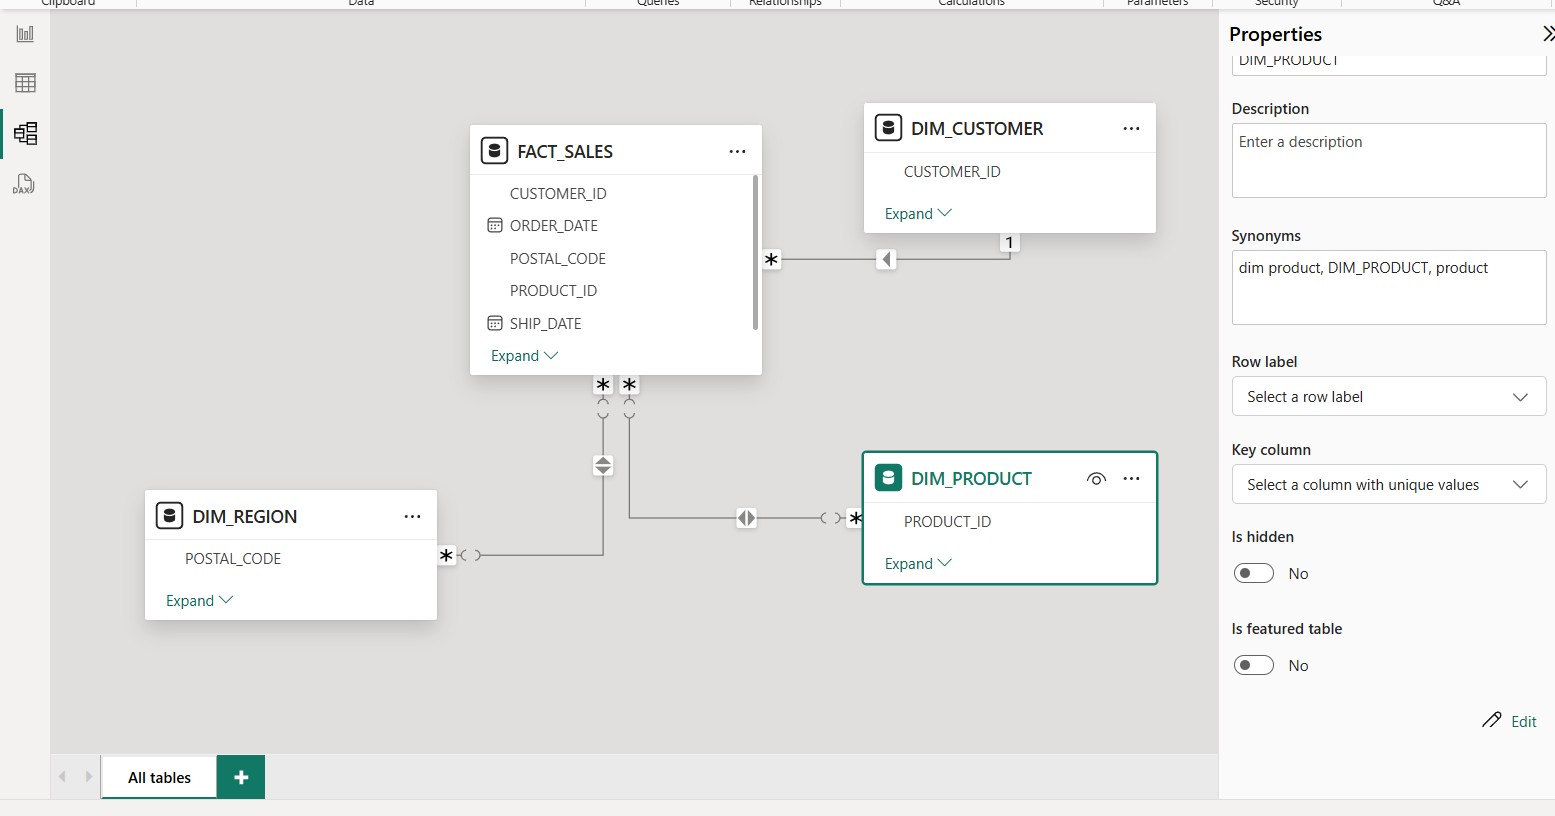 Clipboard
Data
Queries
Relationships
Calculations
Parameters
Security
Q&A
Properties
DIM_PRODUCT
Description
Enter a description
Synonyms
dim product, DIM_PRODUCT, product
Row label
Select a row label
Key column
Select a column with unique values
Is hidden
No
Is featured table
No
Edit
DAX
FACT_SALES
CUSTOMER_ID
ORDER_DATE
POSTAL_CODE
PRODUCT_ID
SHIP_DATE
Expand
DIM_CUSTOMER
CUSTOMER_ID
Expand
1
*
*
*
DIM_REGION
POSTAL_CODE
Expand
*
DIM_PRODUCT
PRODUCT_ID
Expand
*
All tables
+